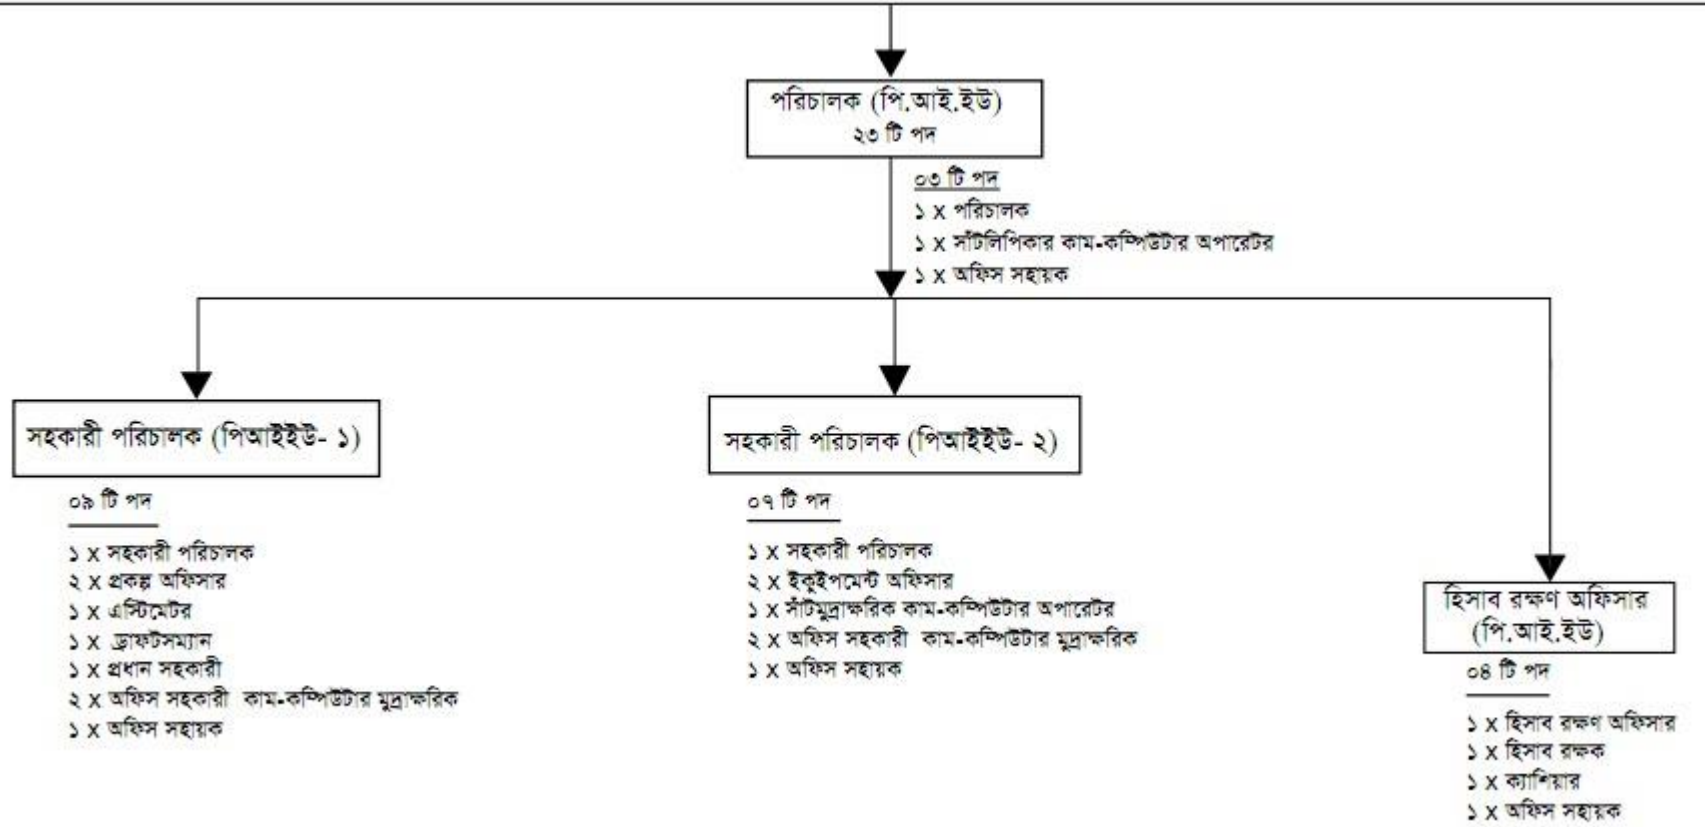 পরিচালক (পি.আই.ইউ)
২৩ টি পদ
০৩ টি পদ
১ X পরিচালক
১ X সাঁটলিপিকার কাম-কম্পিউটার অপারেটর
১ X অফিস সহায়ক
সহকারী পরিচালক (পিআইইউ- ১)
০৯ টি পদ
১ X সহকারী পরিচালক
২ X প্রকল্প অফিসার
১ X এস্টিমেটর
১ X ড্রাফটসম্যান
১ X প্রধান সহকারী
২ X অফিস সহকারী কাম-কম্পিউটার মুদ্রাক্ষরিক
১ X অফিস সহায়ক
সহকারী পরিচালক (পিআইইউ- ২)
০৭ টি পদ
১ X সহকারী পরিচালক
২ X ইকুইপমেন্ট অফিসার
১ X সাঁটমুদ্রাক্ষরিক কাম-কম্পিউটার অপারেটর
২ X অফিস সহকারী কাম-কম্পিউটার মুদ্রাক্ষরিক
১ X অফিস সহায়ক
হিসাব রক্ষণ অফিসার
(পি.আই.ইউ)
০৪ টি পদ
১ X হিসাব রক্ষণ অফিসার
১ X হিসাব রক্ষক
১ X ক্যাশিয়ার
১ X অফিস সহায়ক